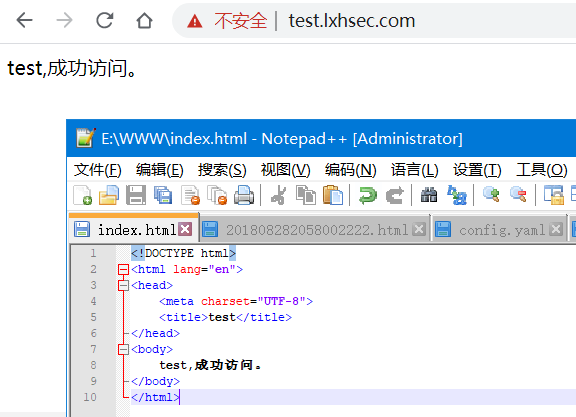 不安全 | test.lxhsec.com
test,成功访问。
E:\WWW\index.html - Notepad++ [Administrator]
文件(F) 编辑(E) 搜索(S) 视图(V) 编码(N) 语言(L) 设置(T) 工具(O)
index.html 201808282058002222.html config.yaml
1 <!DOCTYPE html>
2 <html lang="en">
3 <head>
4 <meta charset="UTF-8">
5 <title>test</title>
6 </head>
7 <body>
8 test,成功访问。
9 </body>
10 </html>